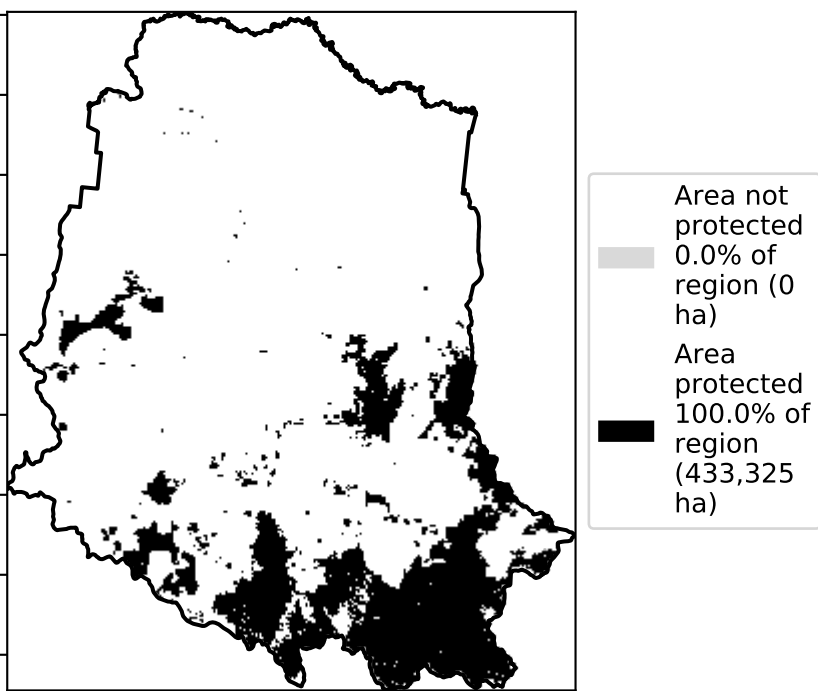 Area not
protected
0.0% of
region (0
ha)
Area
protected
100.0% of
region
(433,325
ha)